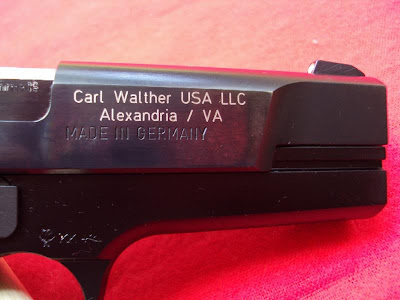 Carl Walther USA LLC
Alexandria / VA
MADE IN GERMANY